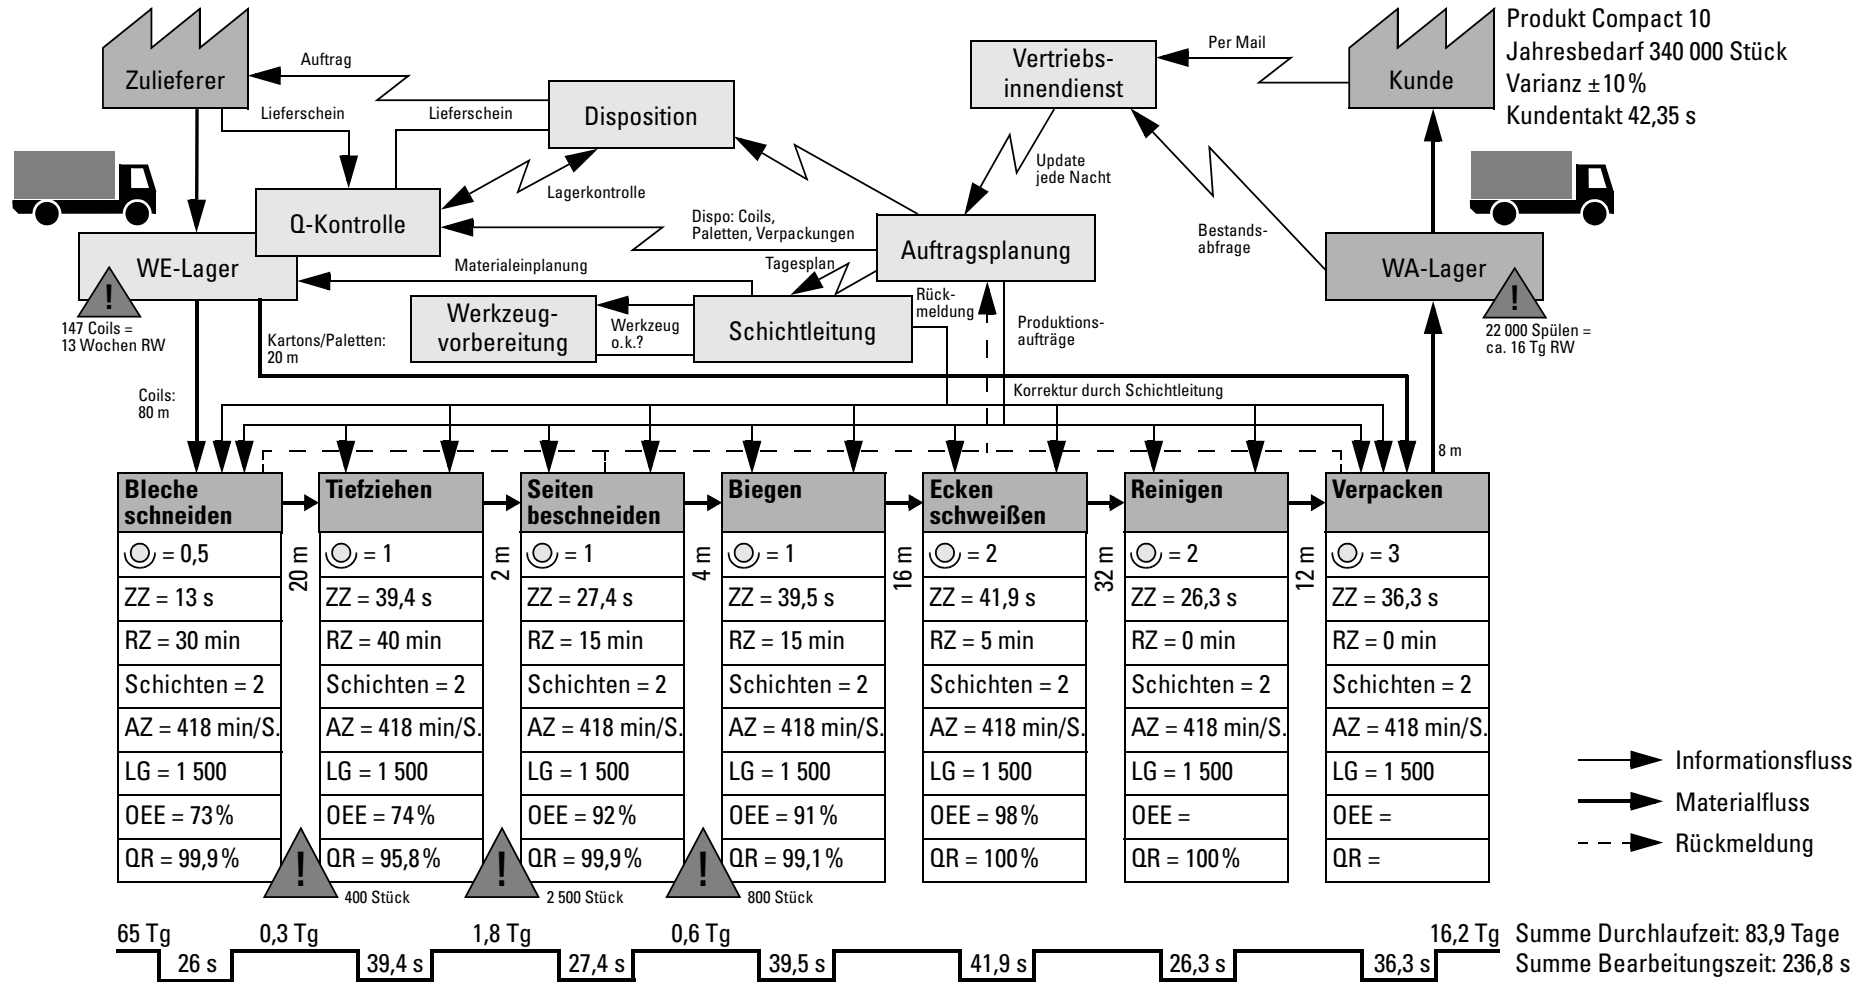 Zulieferer
Auftrag
Lieferschein
Lieferschein
Disposition
Vertriebs-
innendienst
Per Mail
Kunde
Produkt Compact 10
Jahresbedarf 340 000 Stück
Varianz ±10%
Kundentakt 42,35 s
Lagerkontrolle
Update
jede Nacht
Q-Kontrolle
Dispo: Coils,
Paletten, Verpackungen
Auftragsplanung
Bestands-
abfrage
WE-Lager
!
147 Coils =
13 Wochen RW
Materialeinplanung
Tagesplan
WA-Lager
!
22 000 Spülen =
ca. 16 Tg RW
Werkzeug-
vorbereitung
Werkzeug
o.k.?
Schichtleitung
Rück-
meldung
Produktions-
aufträge
Kartons/Paletten:
20 m
Coils:
80 m
Korrektur durch Schichtleitung
8 m
Bleche
schneiden
= 0,5
ZZ = 13 s
RZ = 30 min
Schichten = 2
AZ = 418 min/S.
LG = 1 500
OEE = 73%
QR = 99,9%
20 m
!
400 Stück
Tiefziehen
= 1
ZZ = 39,4 s
RZ = 40 min
Schichten = 2
AZ = 418 min/S.
LG = 1 500
OEE = 74%
QR = 95,8%
2 m
!
2 500 Stück
Seiten
beschneiden
= 1
ZZ = 27,4 s
RZ = 15 min
Schichten = 2
AZ = 418 min/S.
LG = 1 500
OEE = 92%
QR = 99,9%
4 m
!
800 Stück
Biegen
= 1
ZZ = 39,5 s
RZ = 15 min
Schichten = 2
AZ = 418 min/S.
LG = 1 500
OEE = 91%
QR = 99,1%
16 m
Ecken
schweißen
= 2
ZZ = 41,9 s
RZ = 5 min
Schichten = 2
AZ = 418 min/S.
LG = 1 500
OEE = 98%
QR = 100%
32 m
Reinigen
= 2
ZZ = 26,3 s
RZ = 0 min
Schichten = 2
AZ = 418 min/S.
LG = 1 500
OEE =
QR = 100%
12 m
Verpacken
= 3
ZZ = 36,3 s
RZ = 0 min
Schichten = 2
AZ = 418 min/S.
LG = 1 500
OEE =
QR =
Informationsfluss
Materialfluss
Rückmeldung
65 Tg
26 s
0,3 Tg
39,4 s
1,8 Tg
27,4 s
0,6 Tg
39,5 s
41,9 s
26,3 s
36,3 s
16,2 Tg
Summe Durchlaufzeit: 83,9 Tage
Summe Bearbeitungszeit: 236,8 s